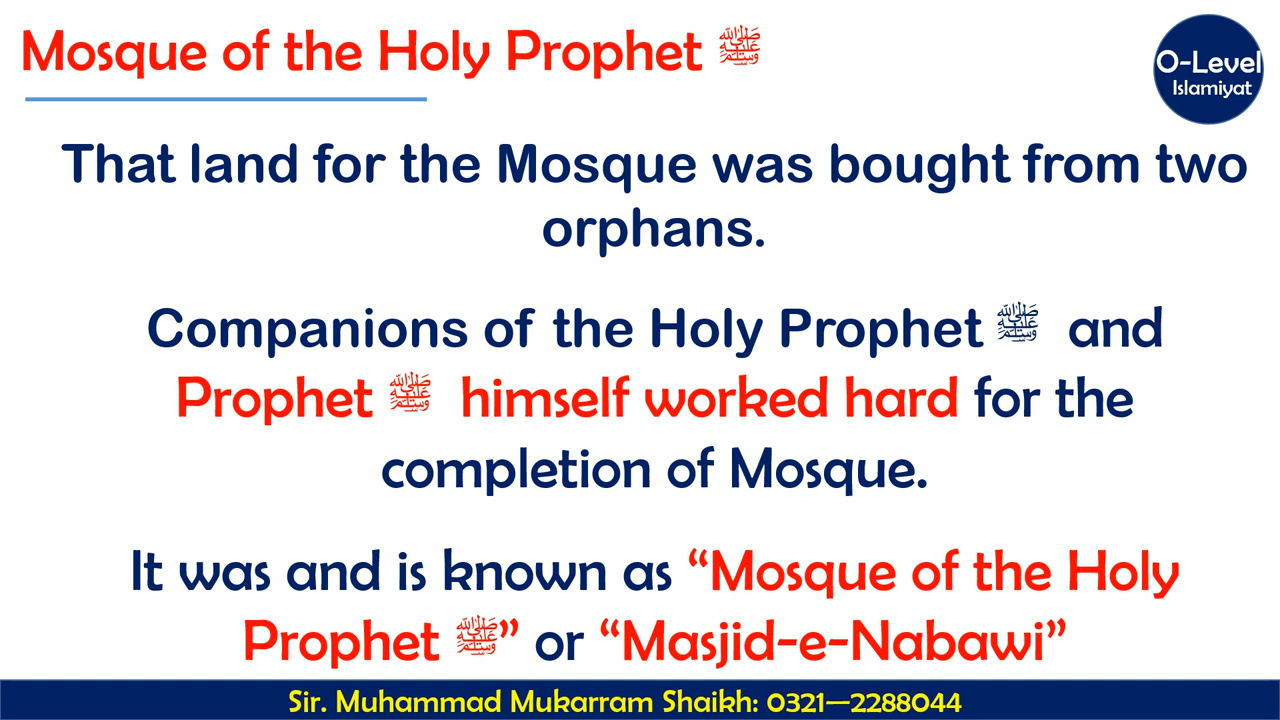 Mosque of the Holy Prophet ﷺ
O-Level
Islamiyat
That land for the Mosque was bought from two
orphans.
Companions of the Holy Prophet ﷺ and
Prophet ﷺ himself worked hard for the
completion of Mosque.
It was and is known as “Mosque of the Holy
Prophet ﷺ” or “Masjid-e-Nabawi”
Sir. Muhammad Mukarram Shaikh: 0321—2288044